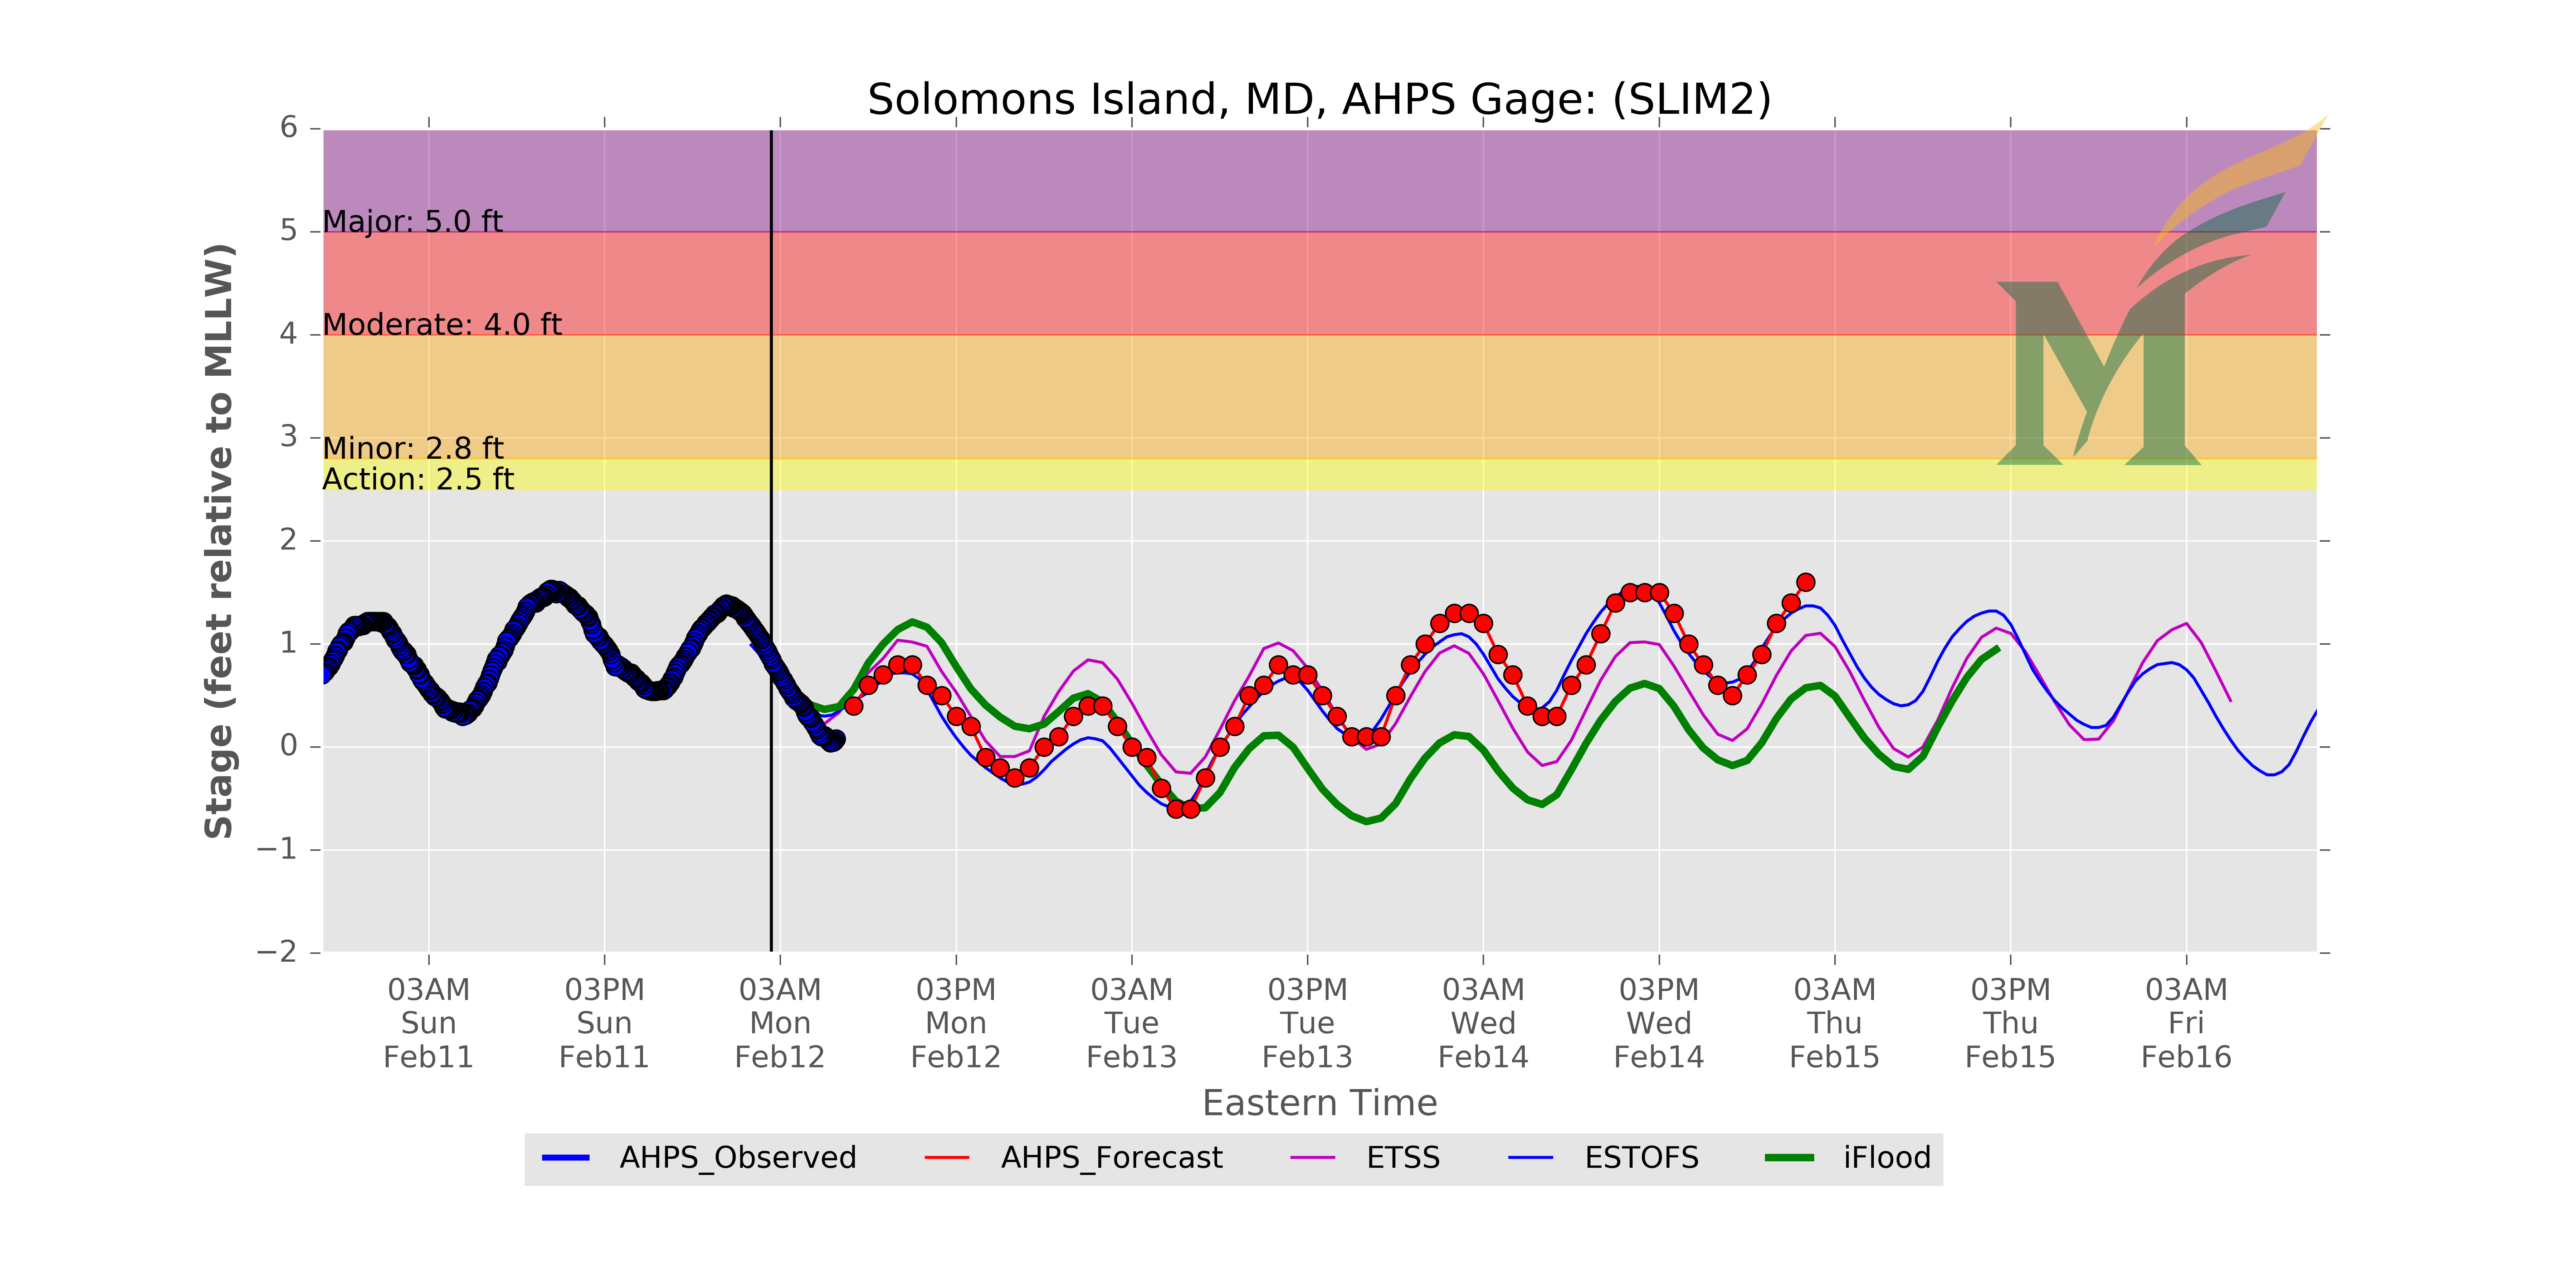 Solomons Island, MD, AHPS Gage: (SLIM2)
6
Major: 5.0 ft
5
Moderate: 4.0 ft
4
Minor: 2.8 ft
3
Action: 2.5 ft
2
1
0
−1
−2
Stage (feet relative to MLLW)
M
03AM 03PM 03AM 03PM 03AM 03PM 03AM 03PM 03AM 03PM 03AM
Sun Sun Mon Mon Tue Tue Wed Wed Thu Thu Fri
Feb11 Feb11 Feb12 Feb12 Feb13 Feb13 Feb14 Feb14 Feb15 Feb15 Feb16
Eastern Time
AHPS_Observed AHPS_Forecast ETSS ESTOFS iFlood